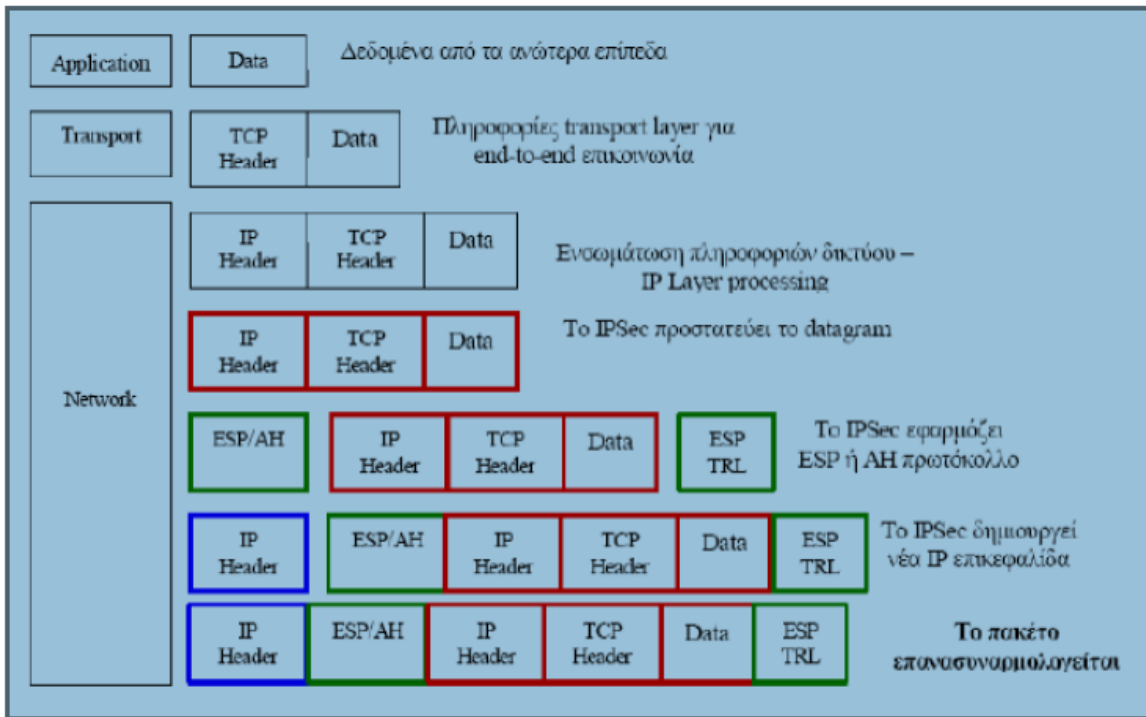 Application
Data
Δεδομένα από τα ανώτερα επίπεδα
Transport
TCP
Header
Data
Πληροφορίες transport layer για
end-to-end επικοινωνία
Network
IP
Header
TCP
Header
Data
Ενσωμάτωση πληροφοριών δικτύου –
IP Layer processing
IP
Header
TCP
Header
Data
Το IPSec προστατεύει το datagram
ESP/AH
IP
Header
TCP
Header
Data
ESP
TRL
Το IPSec εφαρμόζει
ESP ή AH πρωτόκολλο
IP
Header
ESP/AH
IP
Header
TCP
Header
Data
ESP
TRL
Το IPSec δημιουργεί
νέα IP επικεφαλίδα
IP
Header
ESP/AH
IP
Header
TCP
Header
Data
ESP
TRL
Το πακέτο
επανασυναρμολογείται